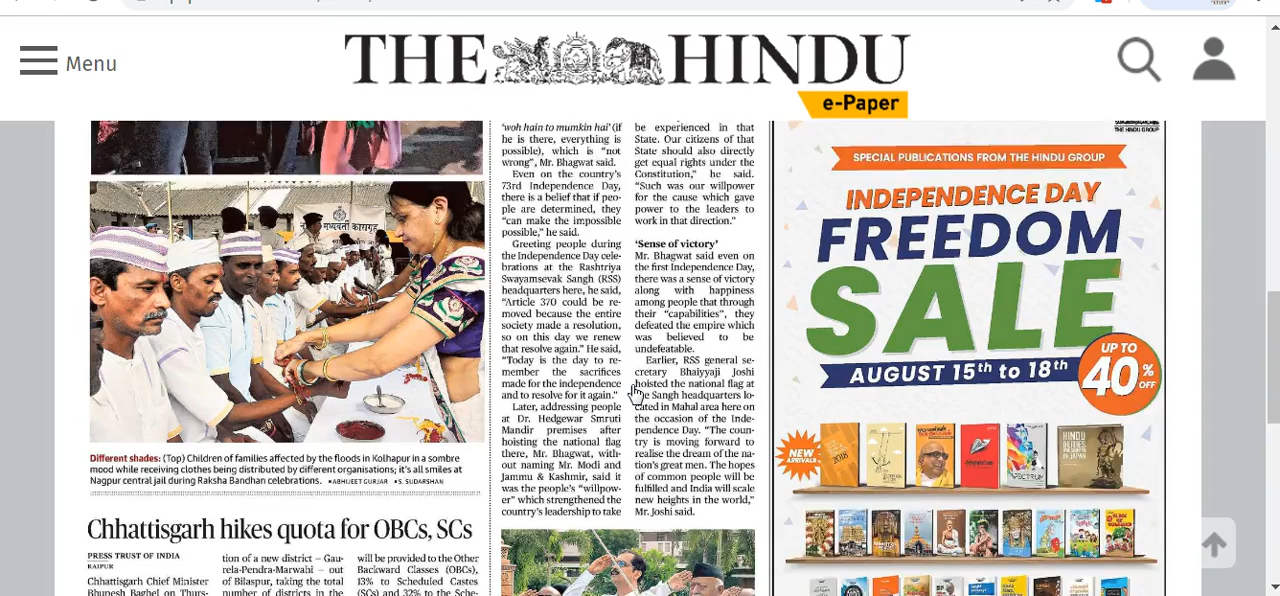 Menu
THE HINDU
e-Paper
'woh hain to mumkin hai' (if
he is there, everything is
possible), which is "not
wrong", Mr. Bhagwat said.
Even on the country's
73rd Independence Day,
there is a belief that if peo-
ple are determined, they
"can make the impossible
possible," he said.
Greeting people during
the Independence Day cele-
brations at the Rashtriya
Swayamsevak Sangh (RSS)
headquarters here, he said,
"Article 370 could be re-
moved because the entire
society made a resolution,
so on this day we renew
that resolve again." He said,
"Today is the day to re-
member the sacrifices
made for the independence
and to resolve for it again."
Later, addressing people
at Dr. Hedgewar Smruti
Mandir premises after
hoisting the national flag
there, Mr. Bhagwat, with-
out naming Mr. Modi and
Jammu & Kashmir, said it
was the people's "willpow-
er" which strengthened the
country's leadership to take
be experienced in that
State. Our citizens of that
State should also directly
get equal rights under the
Constitution," he said.
"Such was our willpower
for the cause which gave
power to the leaders to
work in that direction."
'Sense of victory'
Mr. Bhagwat said even on
the first Independence Day,
there was a sense of victory
along with happiness
among people that through
their "capabilities", they
defeated the empire which
was believed to be
undefeatable.
Earlier, RSS general se-
cretary Bhaiyyaji Joshi
hoisted the national flag at
the Sangh headquarters lo-
cated in Mahal area here on
the occasion of the Inde-
pendence Day. "The coun-
try is moving forward to
realise the dream of the na-
tion's great men. The hopes
of common people will be
fulfilled and India will scale
new heights in the world,"
Mr. Joshi said.
Different shades: (Top) Children of families affected by the floods in Kolhapur in a sombre
mood while receiving clothes being distributed by different organisations; it's all smiles at
Nagpur central jail during Raksha Bandhan celebrations. •ABHIJEET GURJAR •S. SUDARSHAN
Chhattisgarh hikes quota for OBCs, SCs
PRESS TRUST OF INDIA
RAIPUR
Chhattisgarh Chief Minister
Bhupesh Baghel on Thurs-
tion of a new district – Gau-
rela-Pendra-Marwahi – out
of Bilaspur, taking the total
number of districts in the
will be provided to the Other
Backward Classes (OBCs),
13% to Scheduled Castes
(SCs) and 32% to the Sche-
THE HINDU GROUP
SPECIAL PUBLICATIONS FROM THE HINDU GROUP
INDEPENDENCE DAY
FREEDOM
SALE
AUGUST 15th to 18th
UP TO
40%
OFF
NEW
ARRIVALS
2018
SPECTRUM
HINDU
DEITIES
IN JAPAN